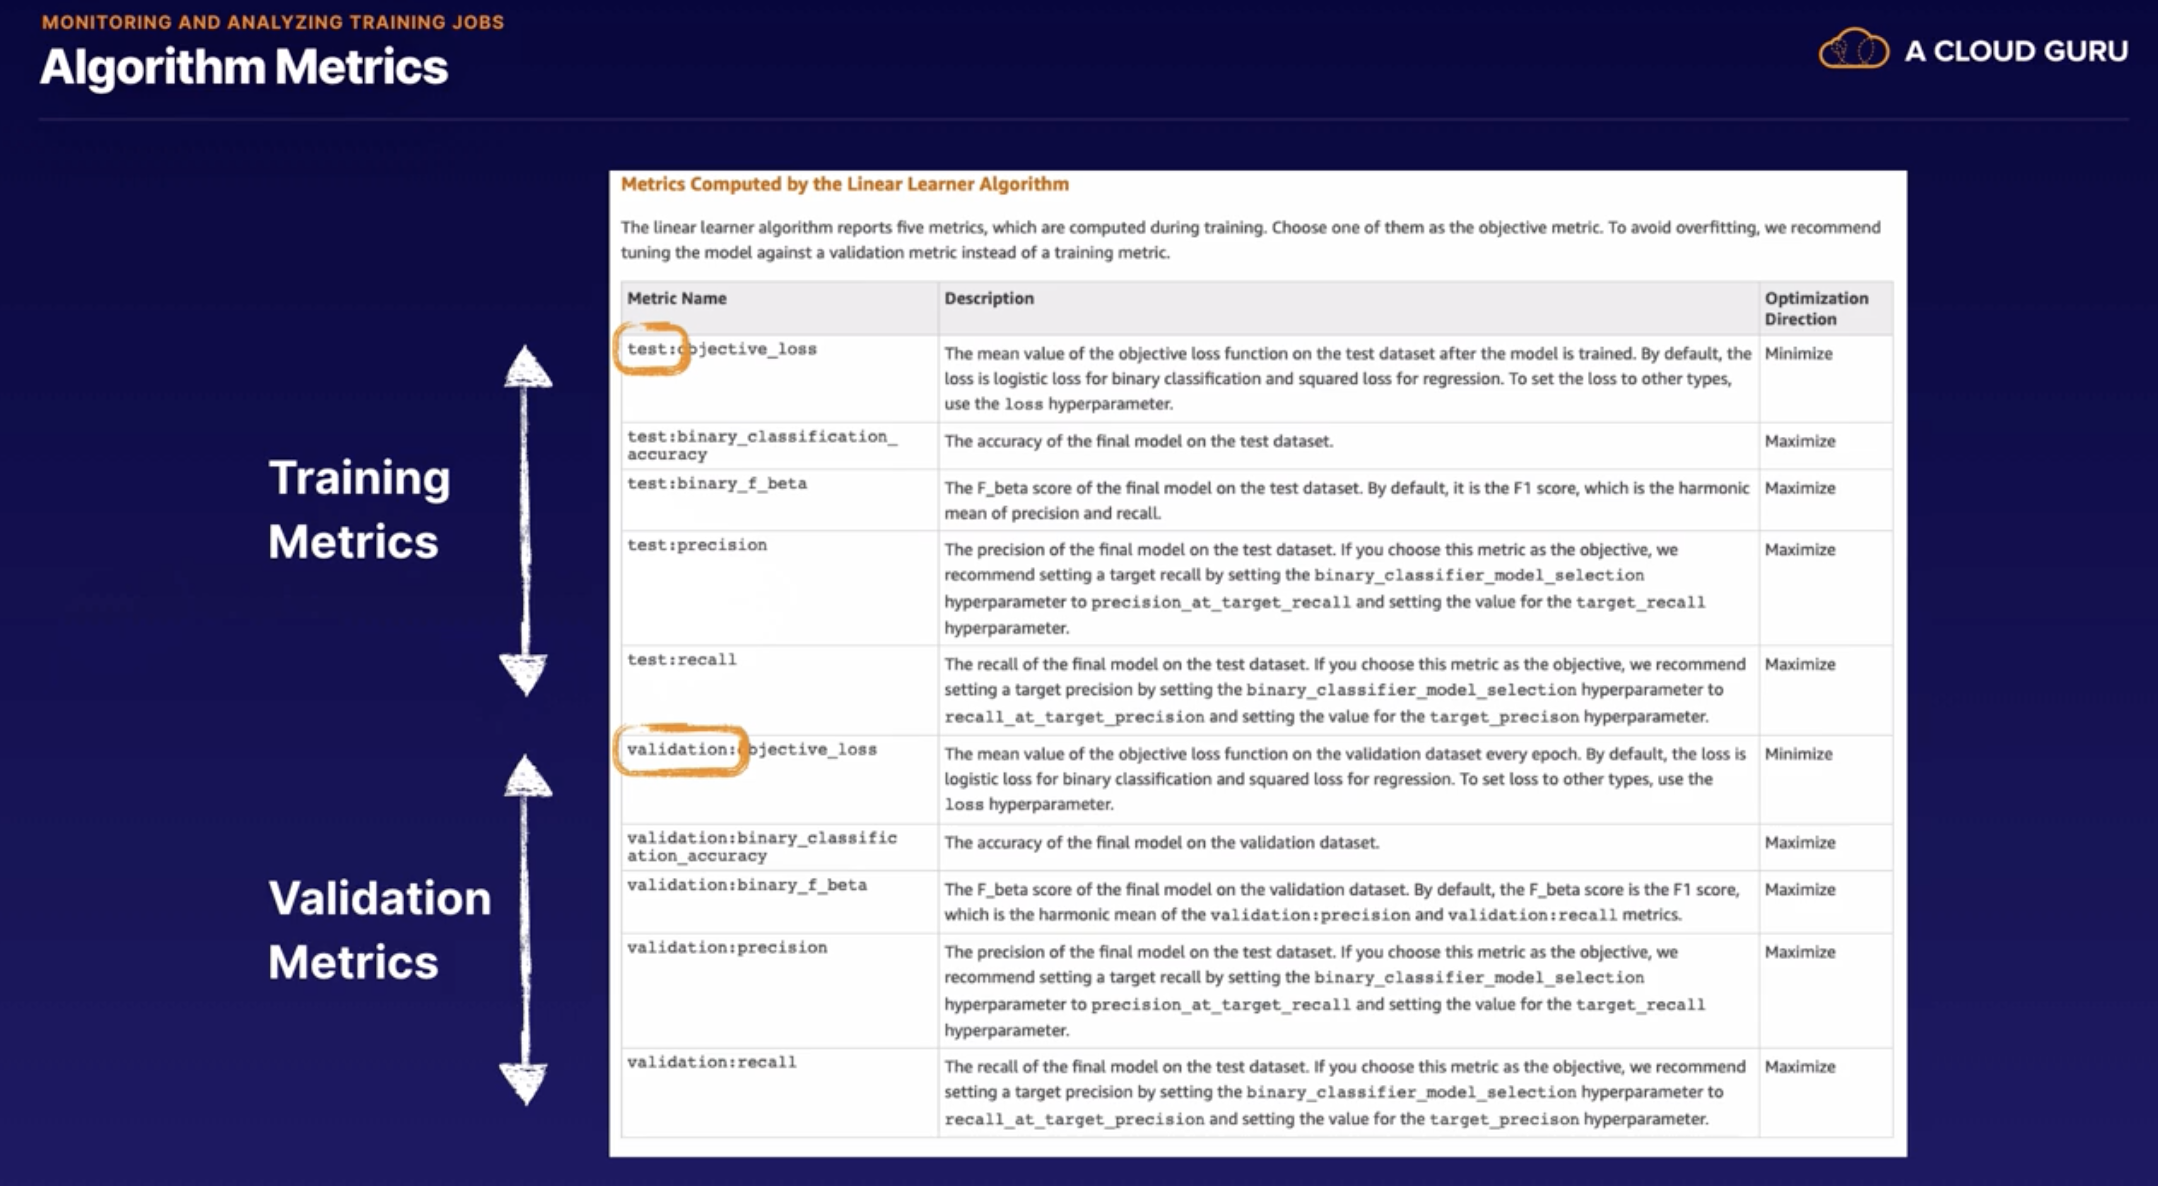 MONITORING AND ANALYZING TRAINING JOBS
Algorithm Metrics
A CLOUD GURU
Training
Metrics
Validation
Metrics
Metrics Computed by the Linear Learner Algorithm
The linear learner algorithm reports five metrics, which are computed during training. Choose one of them as the objective metric. To avoid overfitting, we recommend
tuning the model against a validation metric instead of a training metric.
Metric Name
Description
Optimization
Direction
test:objective_loss
The mean value of the objective loss function on the test dataset after the model is trained. By default, the
loss is logistic loss for binary classification and squared loss for regression. To set the loss to other types,
use the loss hyperparameter.
Minimize
test:binary_classification_
accuracy
The accuracy of the final model on the test dataset.
Maximize
test:binary_f_beta
The F_beta score of the final model on the test dataset. By default, it is the F1 score, which is the harmonic
mean of precision and recall.
Maximize
test:precision
The precision of the final model on the test dataset. If you choose this metric as the objective, we
recommend setting a target recall by setting the binary_classifier_model_selection
hyperparameter to precision_at_target_recall and setting the value for the target_recall
hyperparameter.
Maximize
test:recall
The recall of the final model on the test dataset. If you choose this metric as the objective, we recommend
setting a target precision by setting the binary_classifier_model_selection hyperparameter to
recall_at_target_precision and setting the value for the target_precison hyperparameter.
Maximize
validation:objective_loss
The mean value of the objective loss function on the validation dataset every epoch. By default, the loss is
logistic loss for binary classification and squared loss for regression. To set loss to other types, use the
loss hyperparameter.
Minimize
validation:binary_classific
ation_accuracy
The accuracy of the final model on the validation dataset.
Maximize
validation:binary_f_beta
The F_beta score of the final model on the validation dataset. By default, the F_beta score is the F1 score,
which is the harmonic mean of the validation:precision and validation:recall metrics.
Maximize
validation:precision
The precision of the final model on the test dataset. If you choose this metric as the objective, we
recommend setting a target recall by setting the binary_classifier_model_selection
hyperparameter to precision_at_target_recall and setting the value for the target_recall
hyperparameter.
Maximize
validation:recall
The recall of the final model on the test dataset. If you choose this metric as the objective, we recommend
setting a target precision by setting the binary_classifier_model_selection hyperparameter to
recall_at_target_precision and setting the value for the target_precison hyperparameter.
Maximize